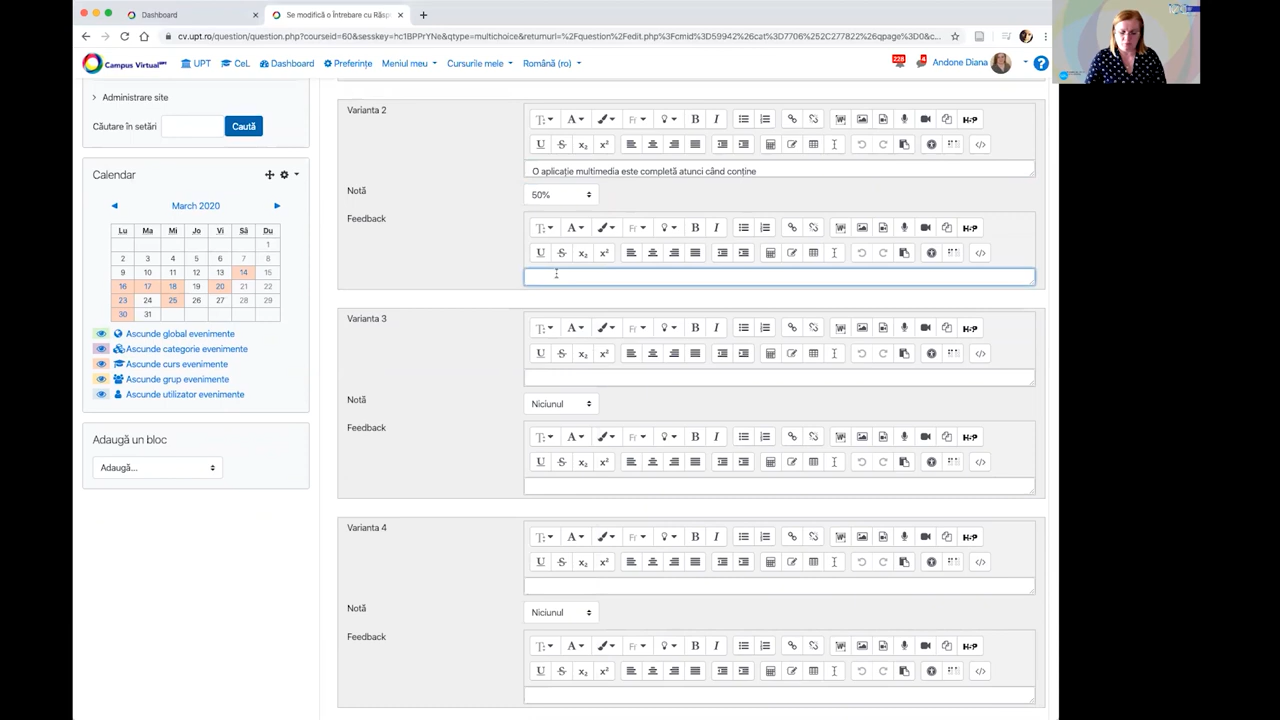 Dashboard
Se modifică o Întrebare cu Răsp
cv.upt.ro/question/question.php?courseid=60&sesskey=hc1BPPrYNe&qtype=multichoice&returnurl=%2Fquestion%2Fedit.php%3Fcmid%3D59942%26cat%3D7706%252C277822%26qpage%3D0%26c...
Campus Virtual UPT
UPT
CeL
Dashboard
Preferințe
Meniul meu
Cursurile mele
Română (ro)
228
Andone Diana
Administrare site
Căutare în setări
Caută
Calendar
March 2020
Lu Ma Mi Jo Vi Sâ Du
1
2 3 4 5 6 7 8
9 10 11 12 13 14 15
16 17 18 19 20 21 22
23 24 25 26 27 28 29
30 31
Ascunde global evenimente
Ascunde categorie evenimente
Ascunde curs evenimente
Ascunde grup evenimente
Ascunde utilizator evenimente
Adaugă un bloc
Adaugă...
Varianta 2
O aplicație multimedia este completă atunci când conține
Notă
50%
Feedback
Varianta 3
Notă
Niciunul
Feedback
Varianta 4
Notă
Niciunul
Feedback